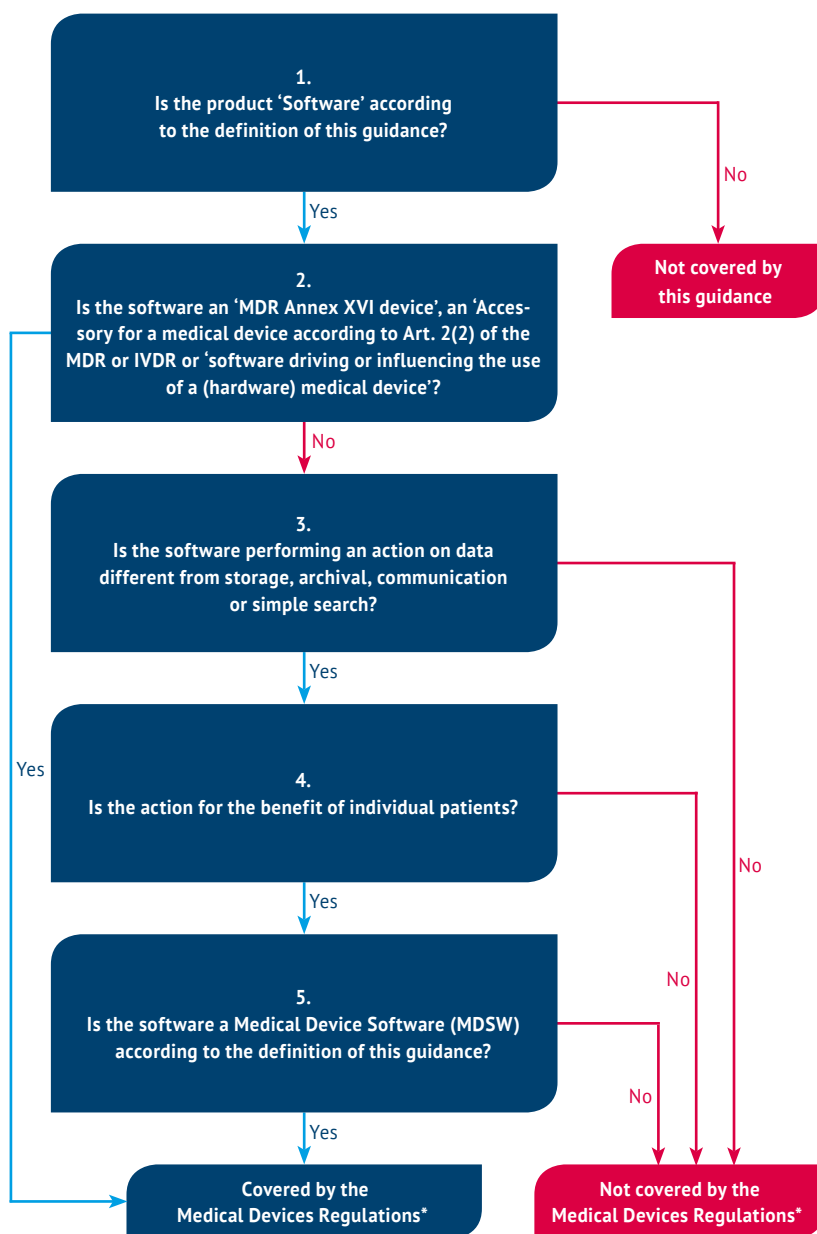 1.
Is the product ‘Software’ according
to the definition of this guidance?
No
Yes
Not covered by
this guidance
2.
Is the software an ‘MDR Annex XVI device’, an ‘Acces-
sory for a medical device according to Art. 2(2) of the
MDR or IVDR or ‘software driving or influencing the use
of a (hardware) medical device’?
No
3.
Is the software performing an action on data
different from storage, archival, communication
or simple search?
Yes
Yes
4.
Is the action for the benefit of individual patients?
No
Yes
No
5.
Is the software a Medical Device Software (MDSW)
according to the definition of this guidance?
No
Yes
Covered by the
Medical Devices Regulations*
Not covered by the
Medical Devices Regulations*